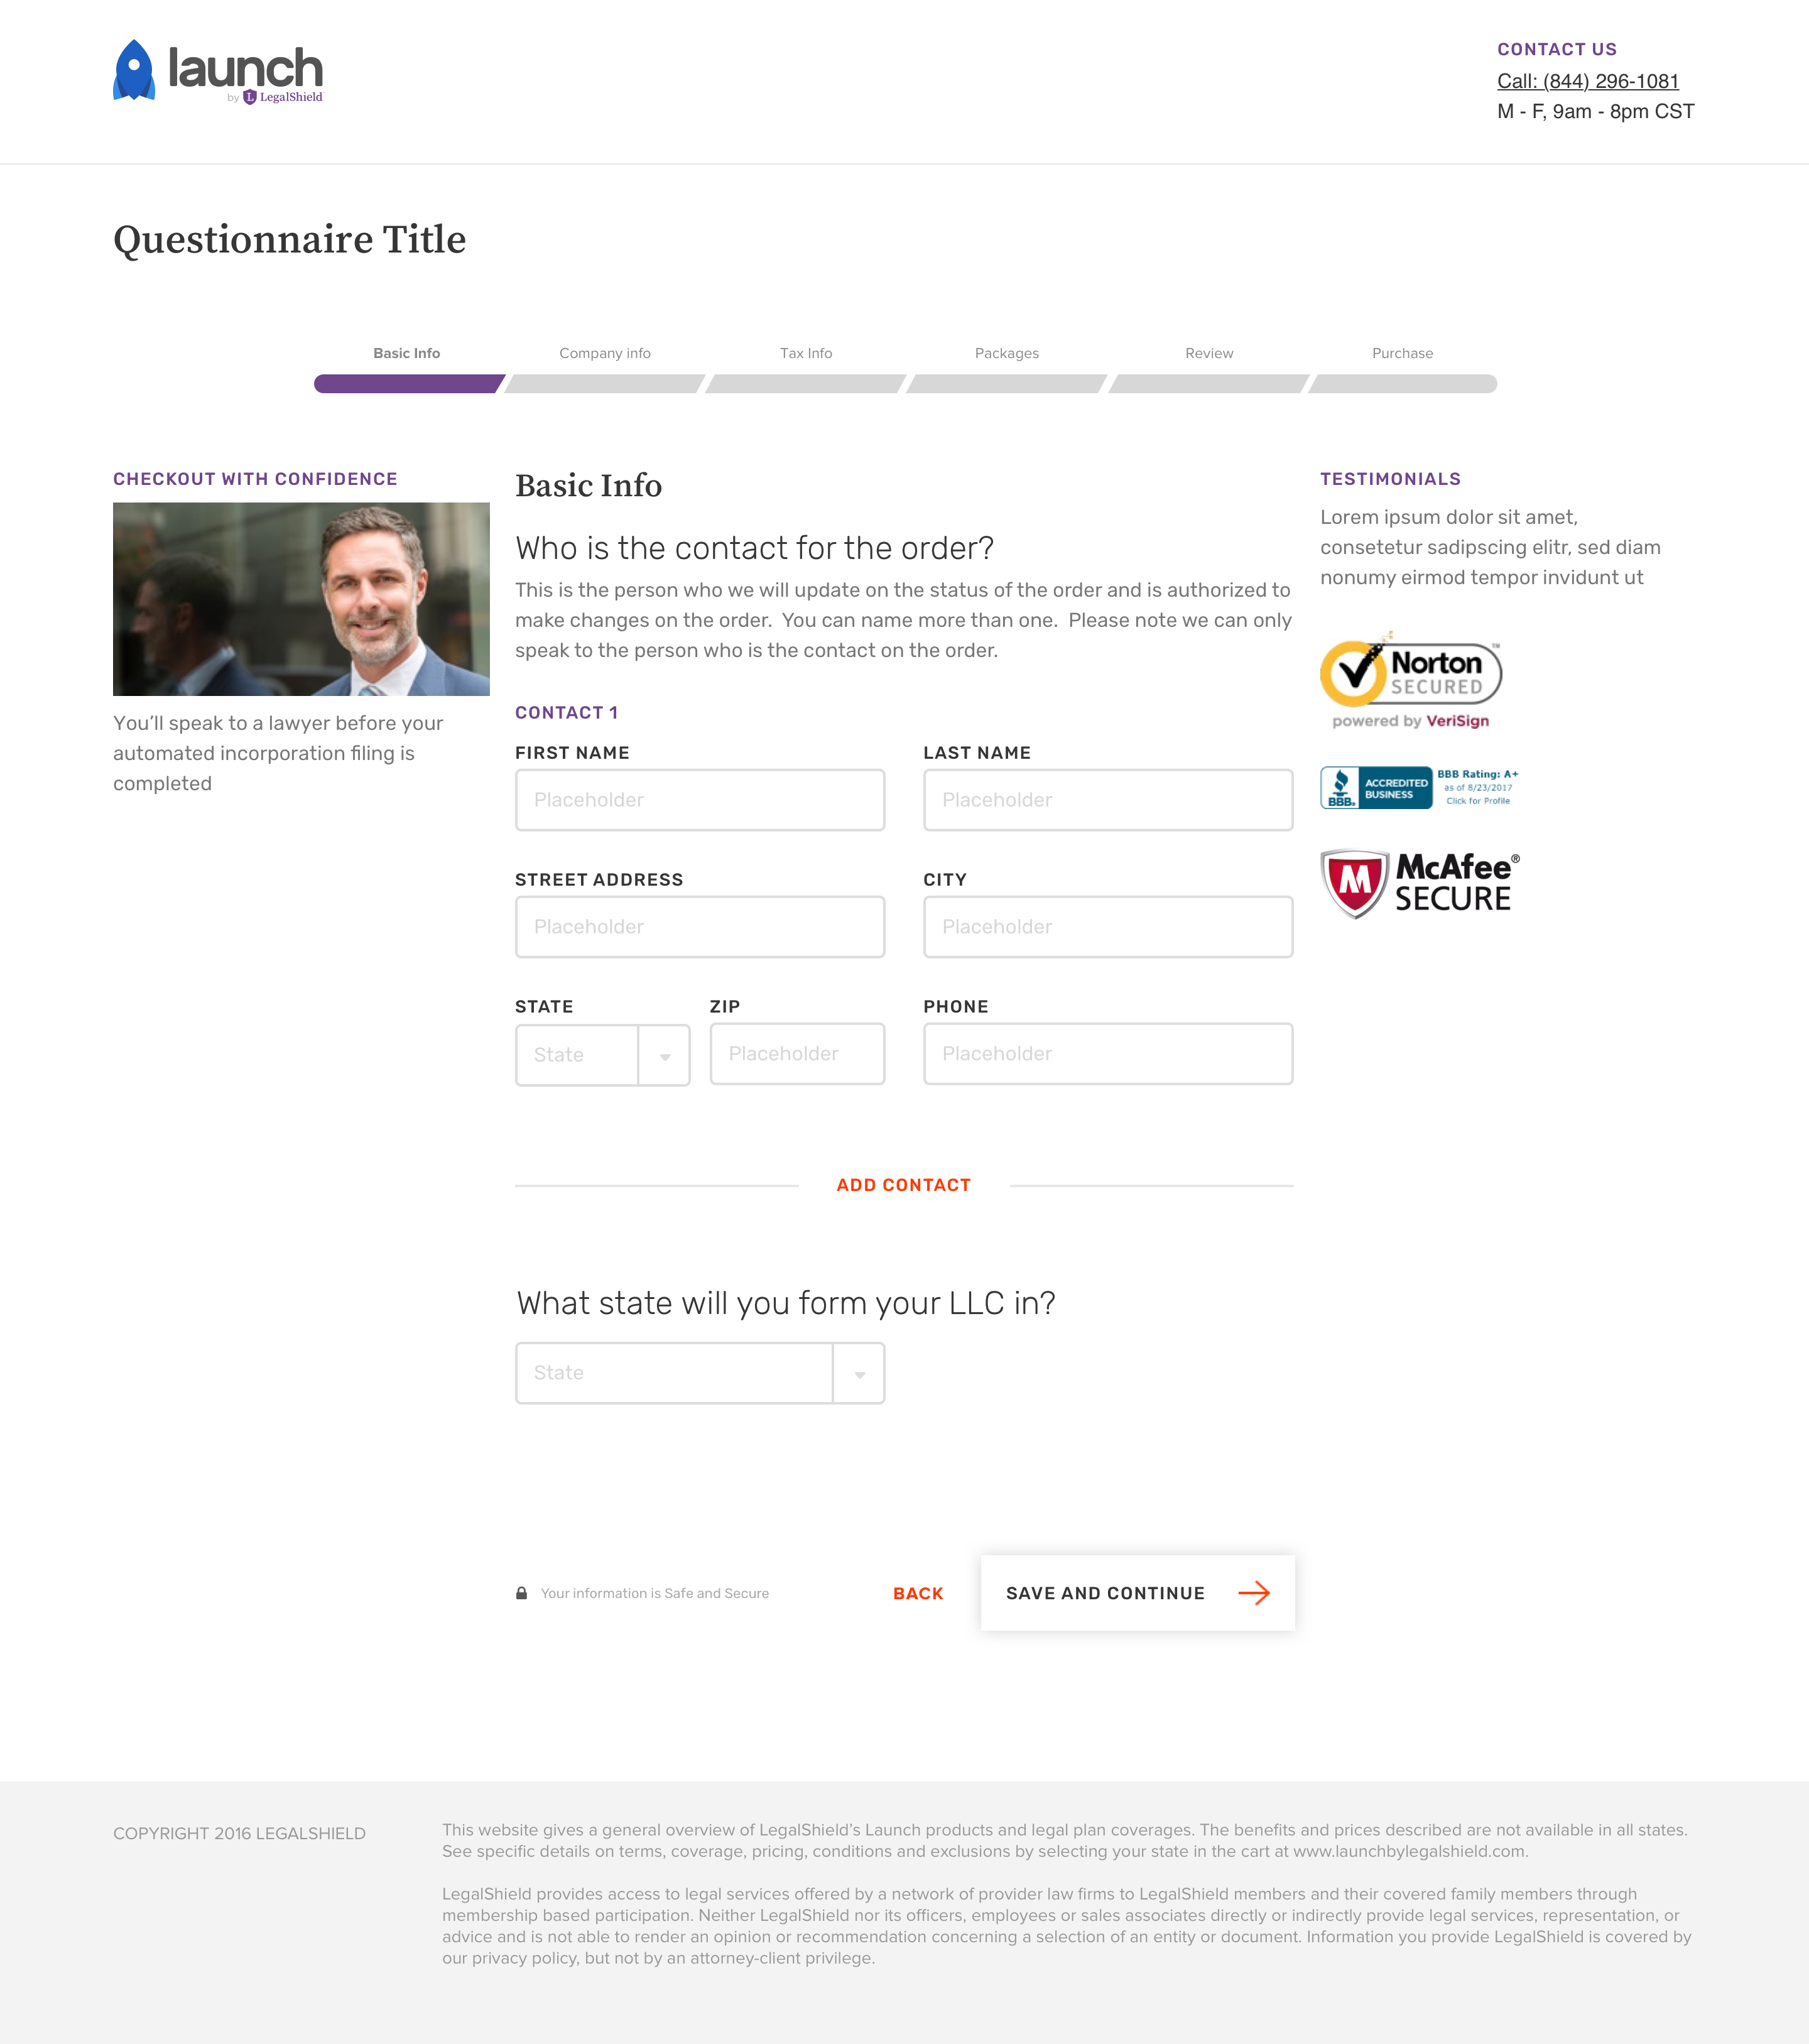 launch
by LegalShield
CONTACT US
Call: (844) 296-1081
M - F, 9am - 8pm CST
Questionnaire Title
Basic Info
Company info
Tax Info
Packages
Review
Purchase
CHECKOUT WITH CONFIDENCE
You’ll speak to a lawyer before your
automated incorporation filing is
completed
Basic Info
Who is the contact for the order?
This is the person who we will update on the status of the order and is authorized to
make changes on the order.  You can name more than one.  Please note we can only
speak to the person who is the contact on the order.
CONTACT 1
FIRST NAME
Placeholder
LAST NAME
Placeholder
STREET ADDRESS
Placeholder
CITY
Placeholder
STATE
State
ZIP
Placeholder
PHONE
Placeholder
ADD CONTACT
What state will you form your LLC in?
State
Your information is Safe and Secure
BACK
SAVE AND CONTINUE
TESTIMONIALS
Lorem ipsum dolor sit amet,
consetetur sadipscing elitr, sed diam
nonumy eirmod tempor invidunt ut
Norton™
SECURED
powered by VeriSign
BBB.
ACCREDITED
BUSINESS
BBB Rating: A+
as of 8/23/2017
Click for Profile
M
McAfee®
SECURE
COPYRIGHT 2016 LEGALSHIELD
This website gives a general overview of LegalShield’s Launch products and legal plan coverages. The benefits and prices described are not available in all states.
See specific details on terms, coverage, pricing, conditions and exclusions by selecting your state in the cart at www.launchbylegalshield.com.
LegalShield provides access to legal services offered by a network of provider law firms to LegalShield members and their covered family members through
membership based participation. Neither LegalShield nor its officers, employees or sales associates directly or indirectly provide legal services, representation, or
advice and is not able to render an opinion or recommendation concerning a selection of an entity or document. Information you provide LegalShield is covered by
our privacy policy, but not by an attorney-client privilege.